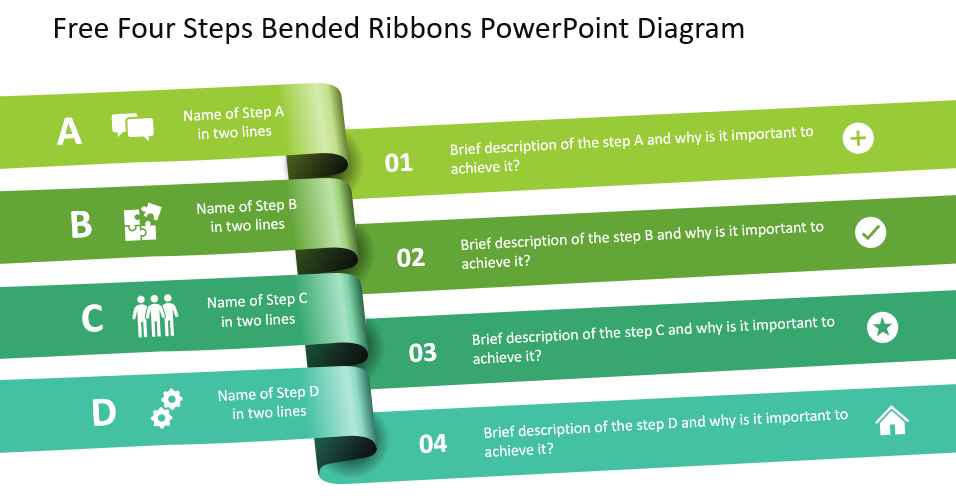 Free Four Steps Bended Ribbons PowerPoint Diagram
A
Name of Step A
in two lines
01
Brief description of the step A and why is it important to
achieve it?
B
Name of Step B
in two lines
02
Brief description of the step B and why is it important to
achieve it?
C
Name of Step C
in two lines
03
Brief description of the step C and why is it important to
achieve it?
D
Name of Step D
in two lines
04
Brief description of the step D and why is it important to
achieve it?